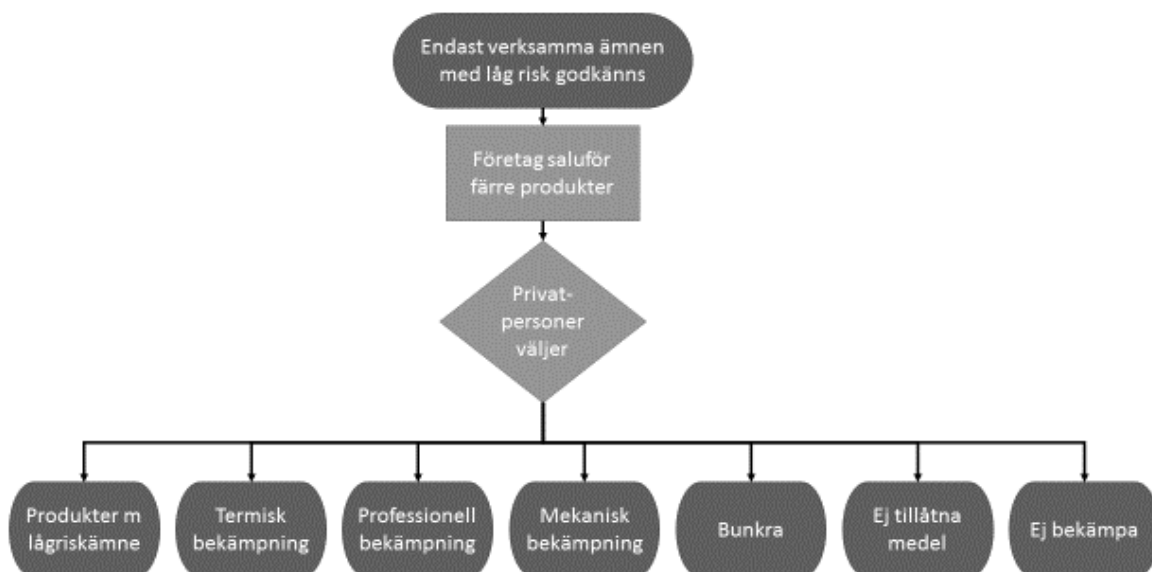 Endast verksamma ämnen
med låg risk godkänns
Företag saluför
färre produkter
Privat-
personer
väljer
Produkter m
lågriskämne
Termisk
bekämpning
Professionell
bekämpning
Mekanisk
bekämpning
Bunkra
Ej tillåtna
medel
Ej bekämpa